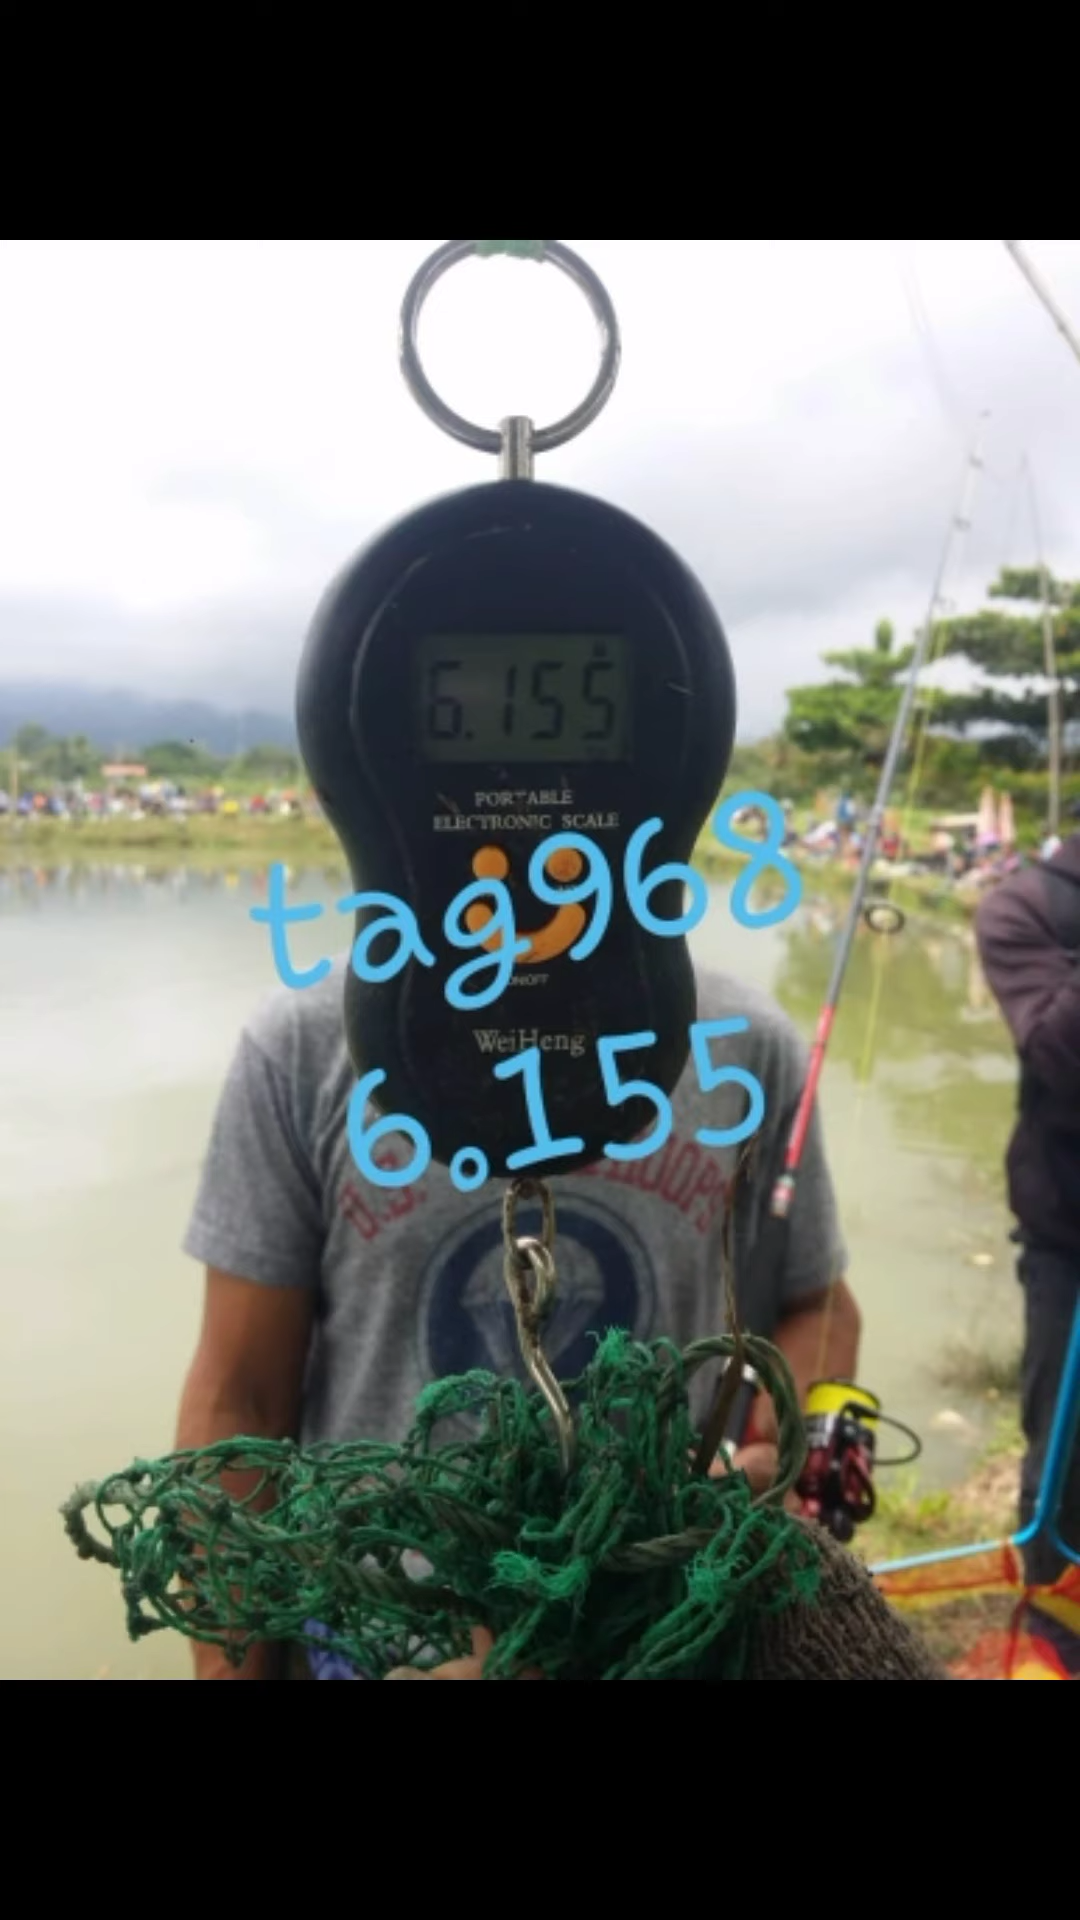 6.155
PORTABLE
ELECTRONIC SCALE
tag968
ON/OFF
WeiHeng
6.155